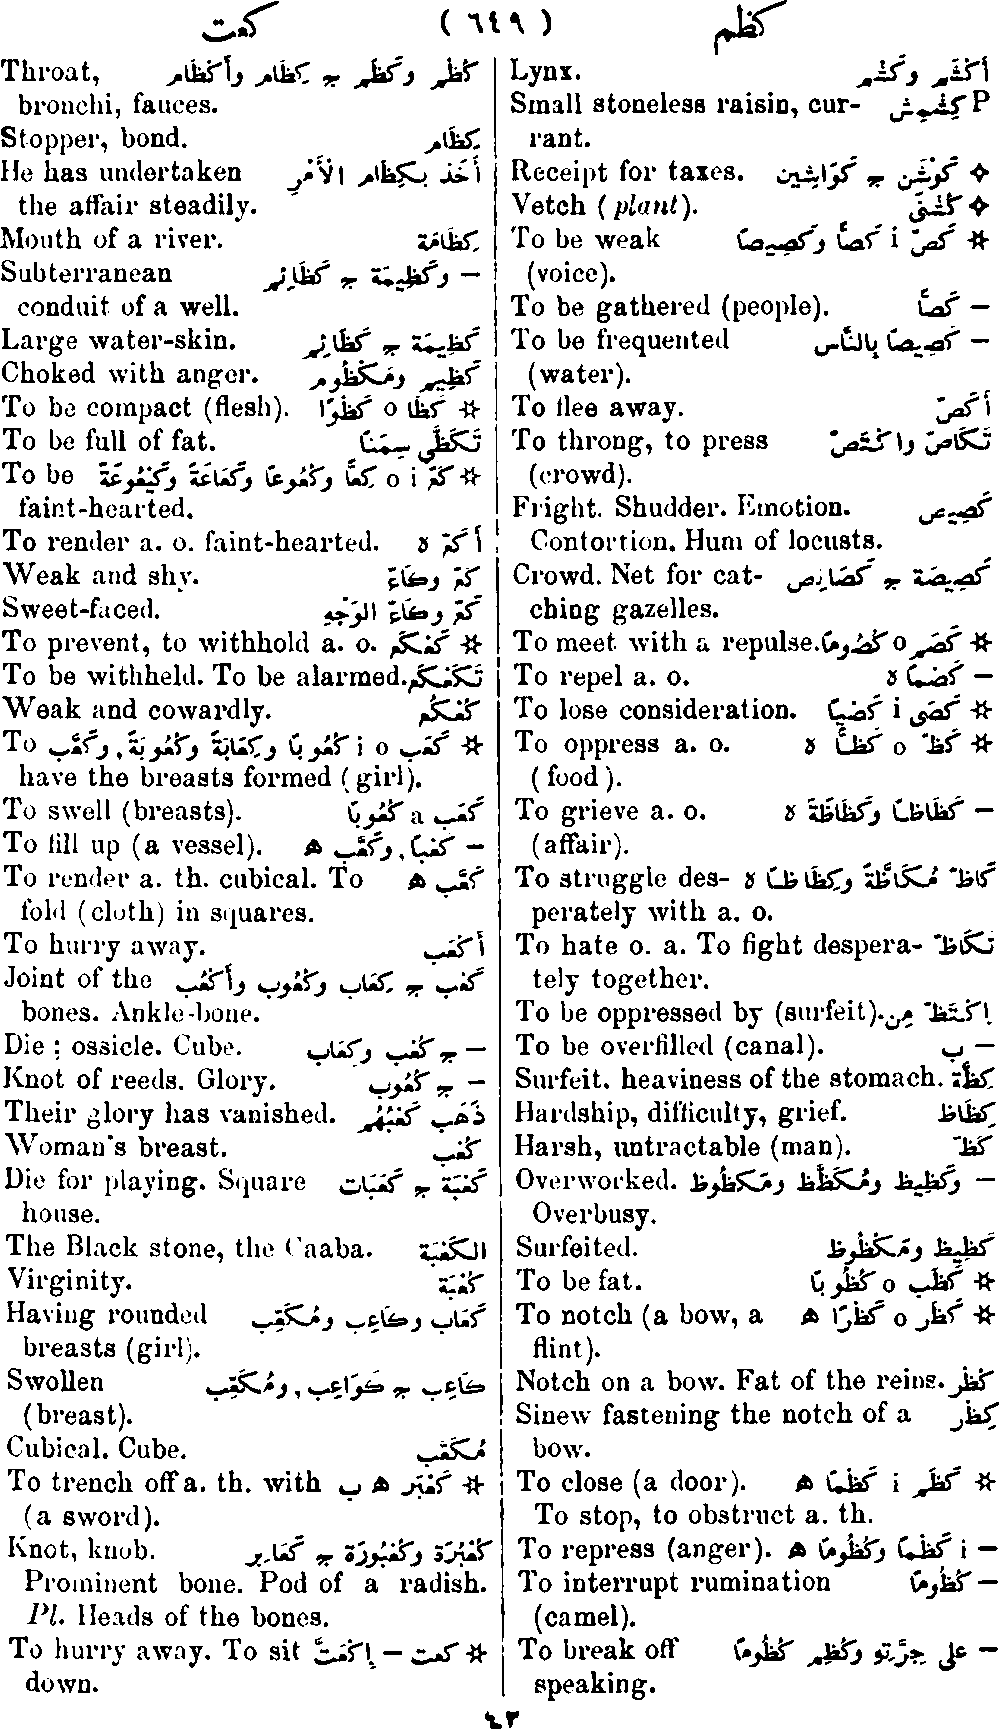 كعت ( ٦٤٩ ) كظم
Lynx. أَكْشَم وكَشْم
Small stoneless raisin, cur- كِشْمِش P
rant.
Receipt for taxes. كَوْشَن ج كَوَاشِين ❖
Vetch (plant). كُشْنَى ❖
To be weak كَصَّ i كَصًّا وكَصِيصًا ☆
(voice).
To be gathered (people). كَصًّا –
To be frequented كَصِيصًا بِالنَّاس –
(water).
To flee away. أَكَصَّ
To throng, to press تَكَاصَّ واكْتَصَّ
(crowd).
Fright. Shudder. Emotion. كَصِيص
Contortion. Hum of locusts.
Crowd. Net for cat- كَصِيصَة ج كَصَائِص
ching gazelles.
To meet with a repulse. كَصَم o كُصُومًا ☆
To repel a. o. كَصْمًا ه –
To lose consideration. كَصَى i كَصْيًا ☆
To oppress a. o. كَظَّ o كَظًّا ه ☆
(food).
To grieve a. o. كَظَاظًا وكَظَاظَةً ه –
(affair).
To struggle des- كَاظَّ مُكَاظَّةً وكِظَاظًا ه
perately with a. o.
To hate o. a. To fight despera- تَكَاظَّ
tely together.
To be oppressed by (surfeit). إِكْتَظَّ مِن
To be overfilled (canal). ب –
Surfeit. heaviness of the stomach. كِظَّة
Hardship, difficulty, grief. كِظَاظ
Harsh, untractable (man). كَظّ
Overworked. وكَظِيظ ومُكَظَّظ ومَكْظُوظ –
Overbusy.
Surfeited. كَظِيظ ومَكْظُوظ
To be fat. كَظَب o كُظُوبًا ☆
To notch (a bow, a كَظَر o كَظْرًا ه ☆
flint).
Notch on a bow. Fat of the reins. كُظْر
Sinew fastening the notch of a كِظْر
bow.
To close (a door). كَظَم i كَظْمًا ه ☆
To stop, to obstruct a. th.
To repress (anger). i كَظْمًا وكُظُومًا ه –
To interrupt rumination كُظُومًا –
(camel).
To break off على جِرَّتِهِ وكُظِم كُظُومًا –
speaking.
Throat, كَظْم وكَظَم ج كِظَام وأَكْظَام
bronchi, fauces.
Stopper, bond. كِظَام
He has undertaken أَخَذ بِكِظَام الأَمْرِ
the affair steadily.
Mouth of a river. كِظَامَة
Subterranean وكَظِيمَة ج كَظَائِم –
conduit of a well.
Large water-skin. كَظِيمَة ج كَظَائِم
Choked with anger. كَظِيم ومَكْظُوم
To be compact (flesh). كَظَا o كَظْوًا ☆
To be full of fat. تَكَظَّى سِمَنًا
To be كَعَّ i o كَعًّا وكُعُوعًا وكَعَاعَةً وكَيْعُوعَةً ☆
faint-hearted.
To render a. o. faint-hearted. أَكَعَّ ه
Weak and shy. كَعّ وكَاعّ
Sweet-faced. كَعّ وكَاعّ الوَجْهِ
To prevent, to withhold a. o. كَعْكَع ☆
To be withheld. To be alarmed. تَكَعْكَع
Weak and cowardly. كُعْكُع
To كَعَب i o كُعُوبًا وكِعَابَةً وكُعُوبَةً, وكَعَّب ☆
have the breasts formed (girl).
To swell (breasts). كَعَب a كُعُوبًا
To fill up (a vessel). كَعْبًا, وكَعَّب ه –
To render a. th. cubical. To كَعَّب ه
fold (cloth) in squares.
To hurry away. أَكْعَب
Joint of the كَعْب ج كِعَاب وكُعُوب وأَكْعُب
bones. Ankle-bone.
Die; ossicle. Cube. ج كَعْب وكِعَاب –
Knot of reeds. Glory. ج كُعُوب –
Their glory has vanished. ذَهَب كَعْبُهُم
Woman's breast. كُعْب
Die for playing. Square كَعْبَة ج كَعَبَات
house.
The Black stone, the Caaba. الكَعْبَة
Virginity. كُعْبَة
Having rounded كَعَاب وكَاعِب ومُكَعِّب
breasts (girl).
Swollen كَاعِب ج كَوَاعِب, ومُكَعِّب
(breast).
Cubical. Cube. مُكَعَّب
To trench off a. th. with كَعْبَر ه ب ☆
(a sword).
Knot, knob. كُعْبُرَة وكُعْبُورَة ج كَعَابِر
Prominent bone. Pod of a radish.
Pl. Heads of the bones.
To hurry away. To sit كعت – إِكْعَتَّ ☆
down.
٤٢